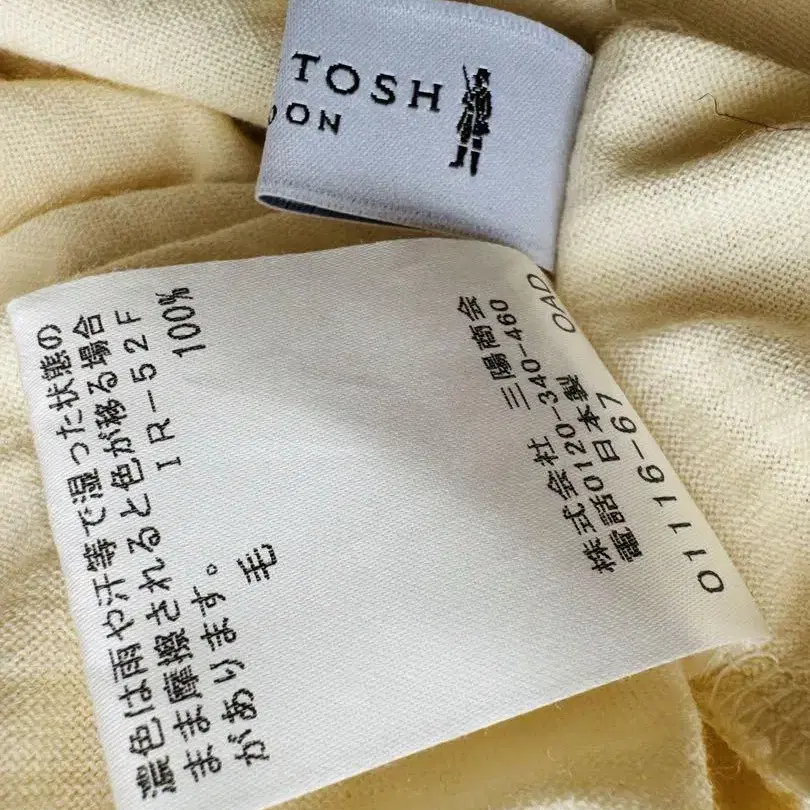 TOSH
DON
濃色は雨や汗等で湿った状態の
まま摩擦されると色が移る場合
があります。 IR-52F
毛 100%
株式会社 三陽商会
電話0120-340-460
日本製
01116-67 OAD